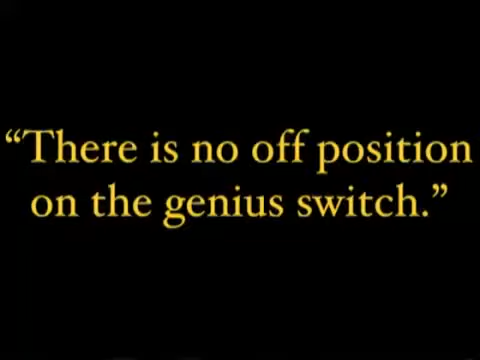 “There is no off position
on the genius switch.”